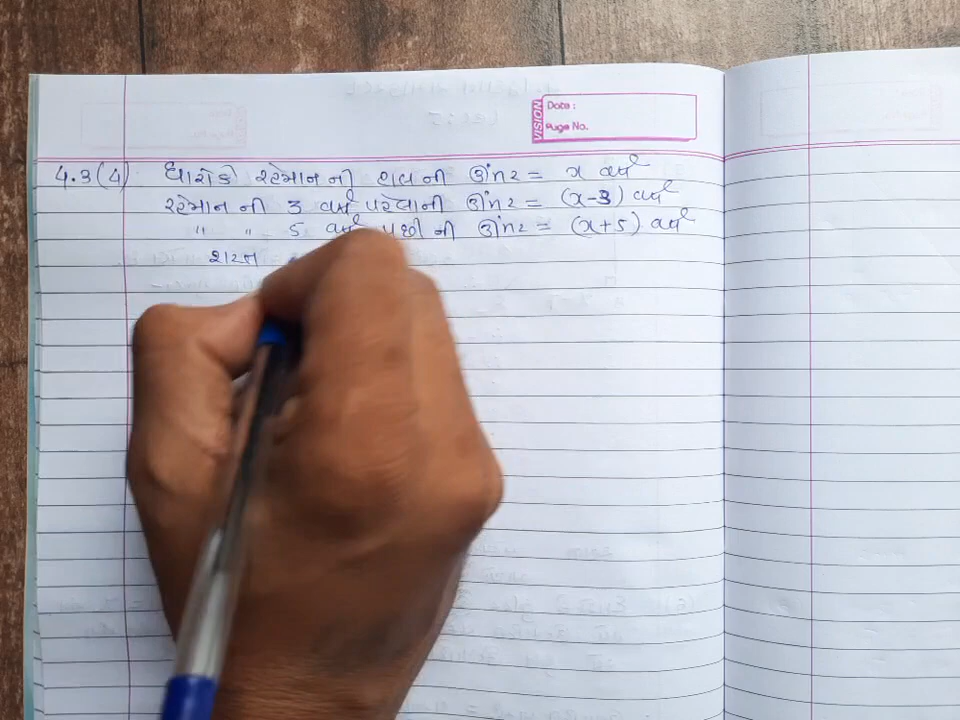 VISION
Date :
Page No.
4.3(4) ધારોકે રહેમાન ની હાલ ની ઉંમર = x વર્ષ
રહેમાન ની 3 વર્ષ પહેલાની ઉંમર = (x-3) વર્ષ
" " 5 વર્ષ પછી ની ઉંમર = (x+5) વર્ષ
શરત